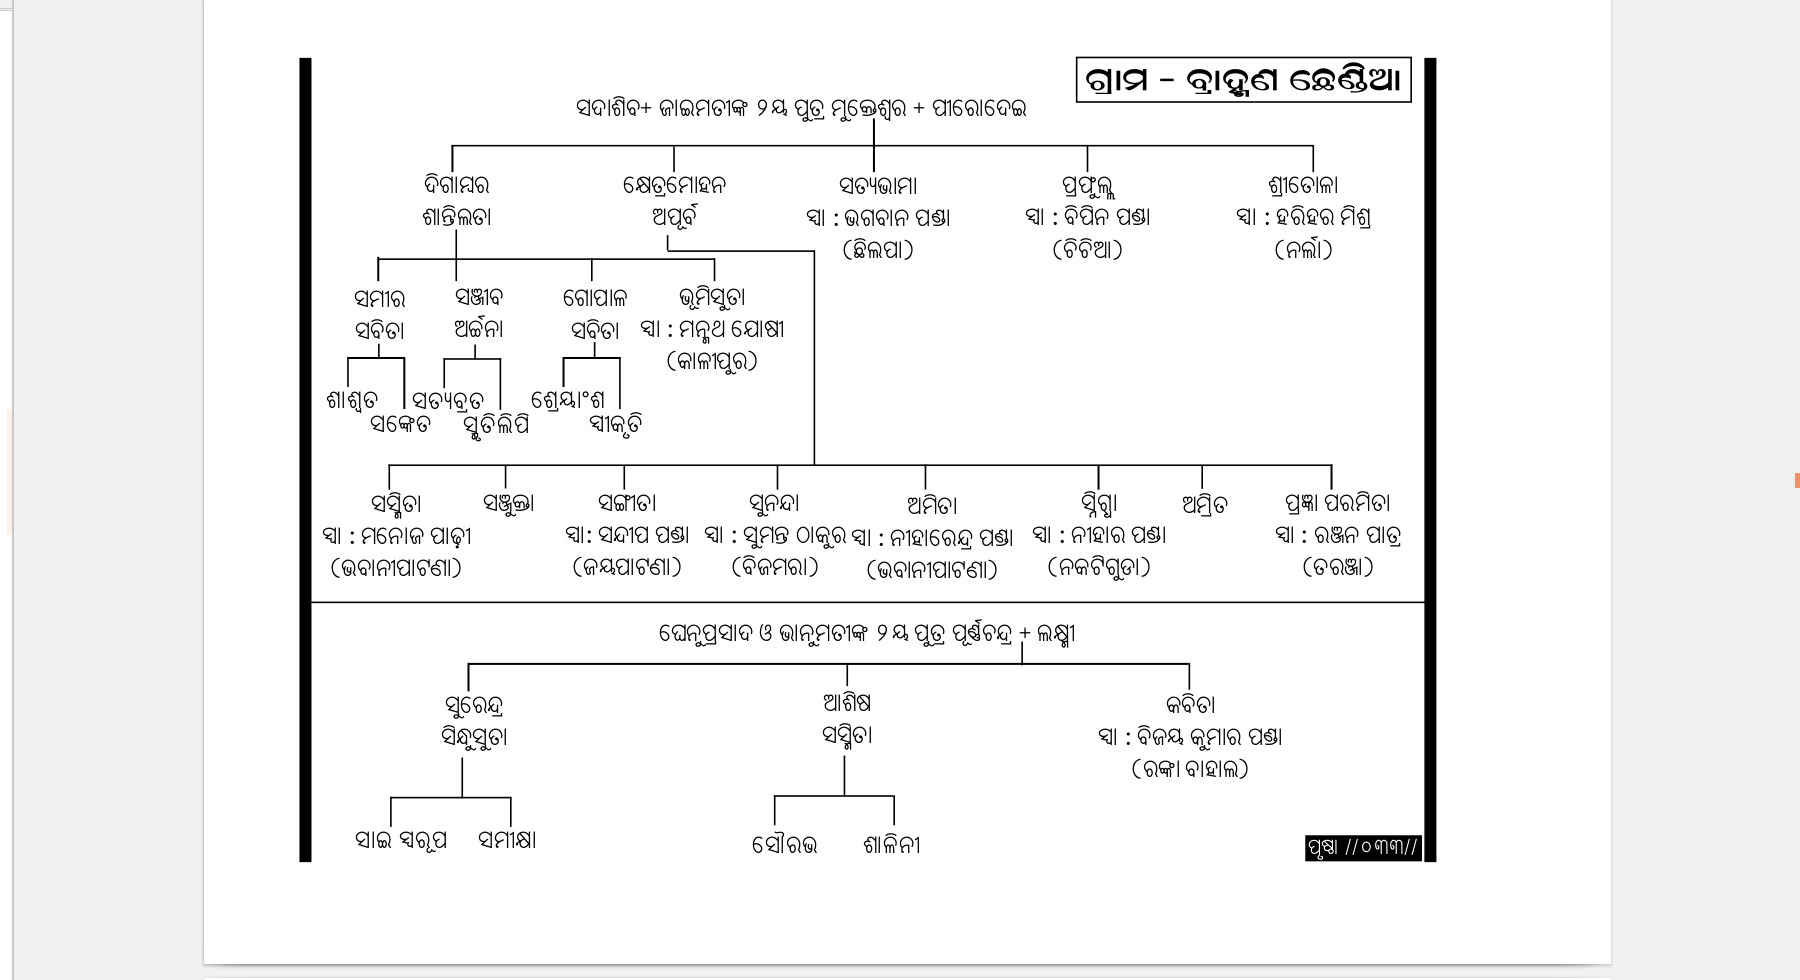 ଗ୍ରାମ - ବ୍ରାହ୍ମଣ ଛେଣ୍ଡିଆ
ସଦାଶିବ+ ଜାଇମତୀଙ୍କ ୨ୟ ପୁତ୍ର ମୁକ୍ତେଶ୍ୱର + ପୀରୋଦେଇ
ଦିଗାମ୍ବର କ୍ଷେତ୍ରମୋହନ ସତ୍ୟଭାମା ପ୍ରଫୁଲ୍ଲ ଶ୍ରୀତୋଳା
ଶାନ୍ତିଲତା ଅପୂର୍ବ ସ୍ୱା : ଭଗବାନ ପଣ୍ଡା ସ୍ୱା : ବିପିନ ପଣ୍ଡା ସ୍ୱା : ହରିହର ମିଶ୍ର
(ଛିଲପା) (ଚିଚିଆ) (ନର୍ଲା)
ସମୀର ସଞ୍ଜୀବ ଗୋପାଳ ଭୂମିସୁତା
ସବିତା ଅର୍ଚ୍ଚନା ସବିତା ସ୍ୱା : ମନ୍ମଥ ଯୋଷୀ
(କାଳୀପୁର)
ଶାଶ୍ୱତ ସତ୍ୟବ୍ରତ ଶ୍ରେୟାଂଶ
ସଙ୍କେତ ସ୍ମୃତିଲିପି ସ୍ୱୀକୃତି
ସସ୍ମିତା ସଞ୍ଜୁକ୍ତା ସଙ୍ଗୀତା ସୁନନ୍ଦା ଅମିତା ସ୍ନିଗ୍ଧା ଅମ୍ରିତ ପ୍ରଜ୍ଞା ପରମିତା
ସ୍ୱା : ମନୋଜ ପାଢ଼ୀ ସ୍ୱା: ସନ୍ଦୀପ ପଣ୍ଡା ସ୍ୱା : ସୁମନ୍ତ ଠାକୁର ସ୍ୱା : ନୀହାରେନ୍ଦ୍ର ପଣ୍ଡା ସ୍ୱା : ନୀହାର ପଣ୍ଡା ସ୍ୱା : ରଞ୍ଜନ ପାତ୍ର
(ଭବାନୀପାଟଣା) (ଜୟପାଟଣା) (ବିଜମରା) (ଭବାନୀପାଟଣା) (ନକଟିଗୁଡା) (ତରଞ୍ଜା)
ଘେନୁପ୍ରସାଦ ଓ ଭାନୁମତୀଙ୍କ ୨ୟ ପୁତ୍ର ପୂର୍ଣ୍ଣଚନ୍ଦ୍ର + ଲକ୍ଷ୍ମୀ
ସୁରେନ୍ଦ୍ର ଆଶିଷ କବିତା
ସିନ୍ଧୁସୁତା ସସ୍ମିତା ସ୍ୱା : ବିଜୟ କୁମାର ପଣ୍ଡା
(ରଙ୍କା ବାହାଲ)
ସାଇ ସ୍ୱରୂପ ସମୀକ୍ଷା ସୌରଭ ଶାଳିନୀ
ପୃଷ୍ଠା //୦୩୩//